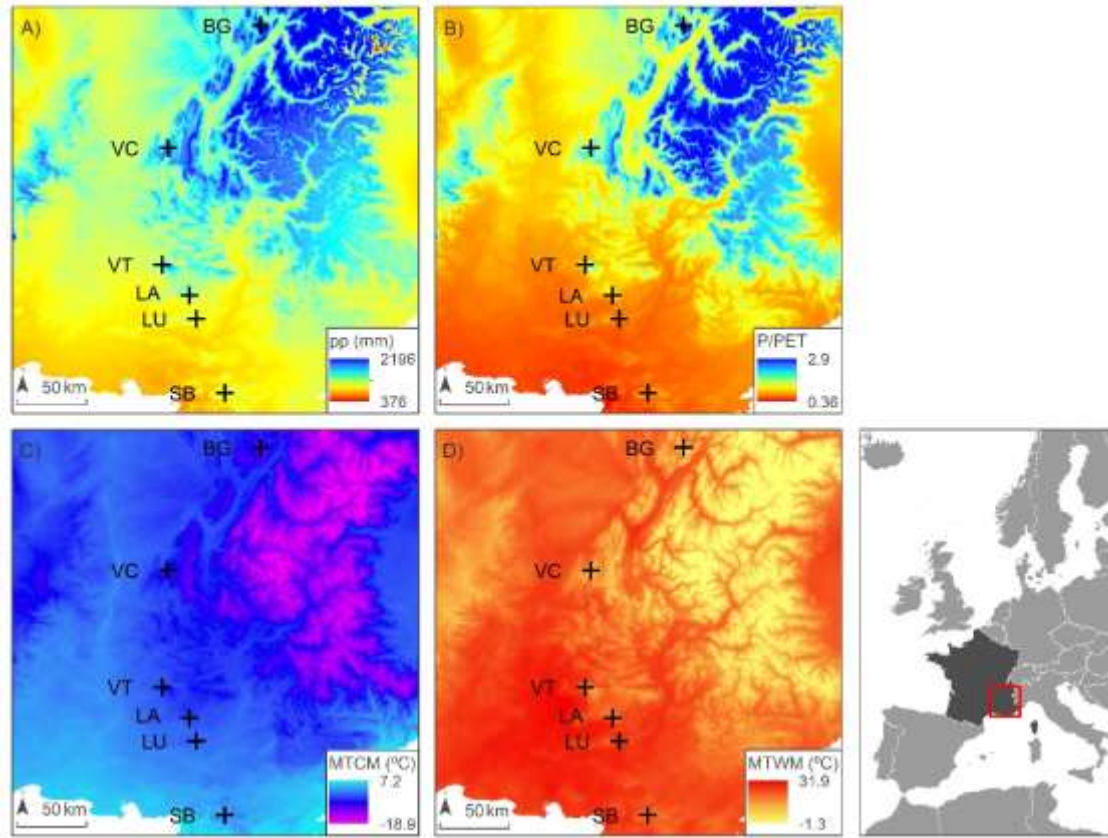 A)
BG
VC
VT
LA
LU
SB
50 km
pp (mm)
2196
376
B)
BG
VC
VT
LA
LU
SB
50 km
P/PET
2.9
0.36
C)
BG
VC
VT
LA
LU
SB
50 km
MTCM (ºC)
7.2
-18.9
D)
BG
VC
VT
LA
LU
SB
50 km
MTWM (ºC)
31.9
-1.3